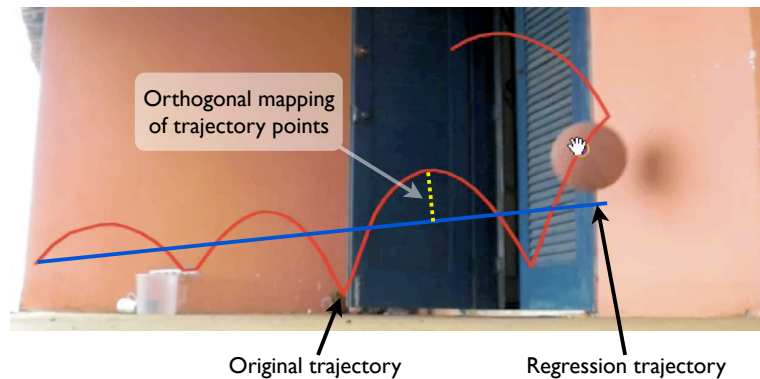 Orthogonal mapping
of trajectory points
Original trajectory
Regression trajectory